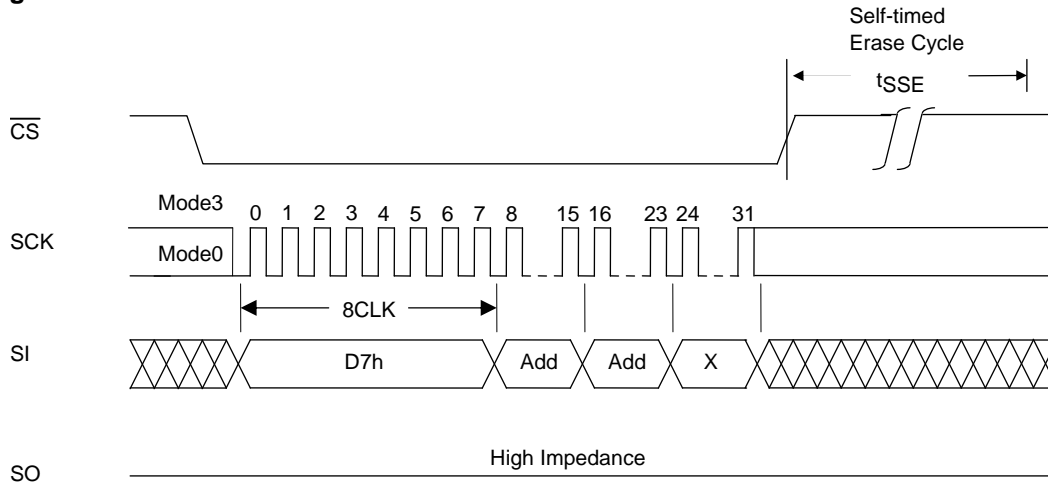 g
Self-timed
Erase Cycle
tSSE
CS
Mode3
0 1 2 3 4 5 6 7 8 15 16 23 24 31
SCK
Mode0
8CLK
SI
D7h Add Add X
High Impedance
SO